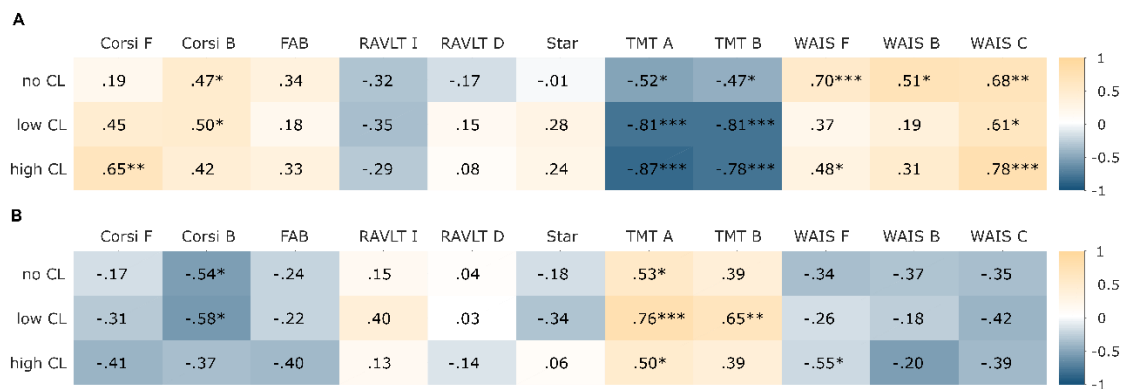 A
Corsi F Corsi B FAB RAVLT I RAVLT D Star TMT A TMT B WAIS F WAIS B WAIS C
no CL .19 .47* .34 -.32 -.17 -.01 -.52* -.47* .70*** .51* .68** 1
0.5
low CL .45 .50* .18 -.35 .15 .28 -.81*** -.81*** .37 .19 .61* 0
-0.5
high CL .65** .42 .33 -.29 .08 .24 -.87*** -.78*** .48* .31 .78*** -1
B
Corsi F Corsi B FAB RAVLT I RAVLT D Star TMT A TMT B WAIS F WAIS B WAIS C
no CL -.17 -.54* -.24 .15 .04 -.18 .53* .39 -.34 -.37 -.35 1
0.5
low CL -.31 -.58* -.22 .40 .03 -.34 .76*** .65** -.26 -.18 -.42 0
-0.5
high CL -.41 -.37 -.40 .13 -.14 .06 .50* .39 -.55* -.20 -.39 -1